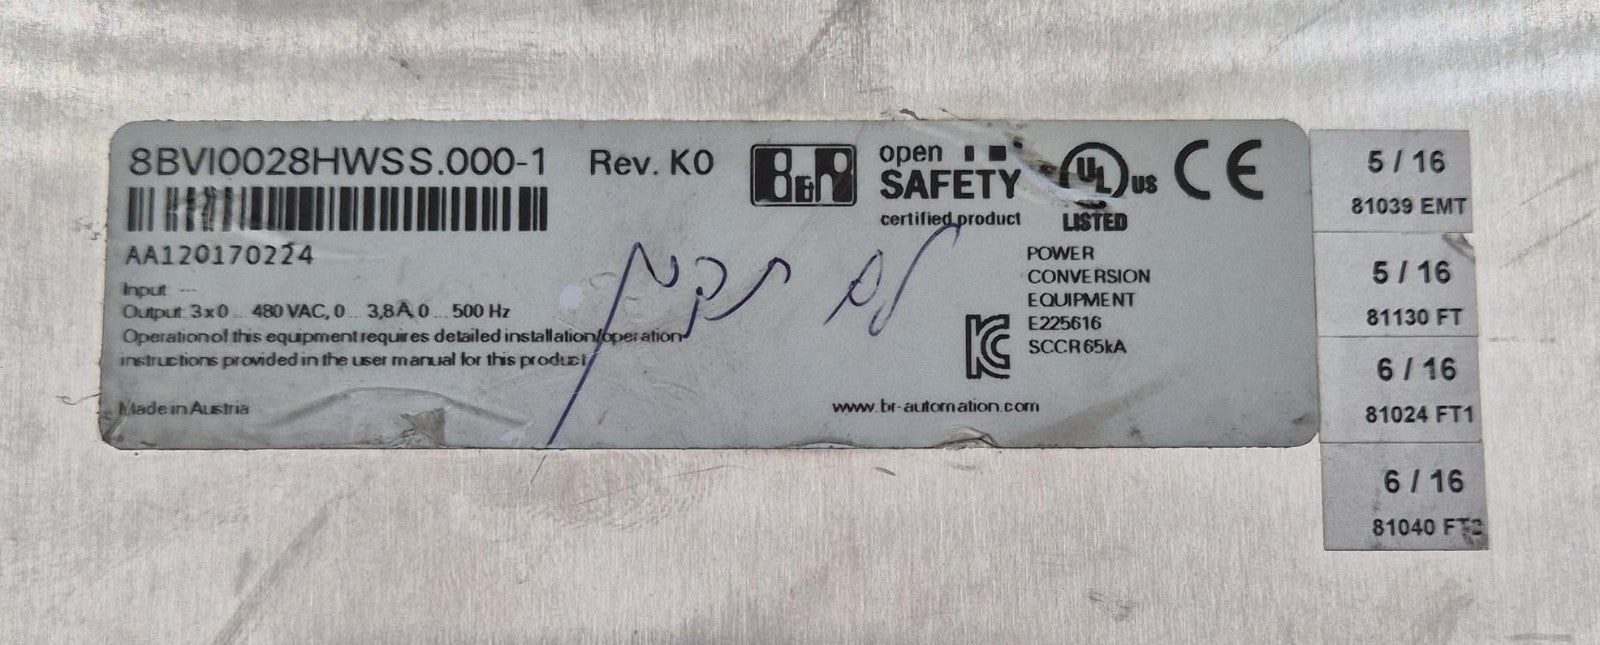 8BVI0028HWSS.000-1 Rev. K0
B&R
open
SAFETY
certified product
UL US
LISTED
CE
AA120170224
Input ---
Output 3 x 0 ... 480 VAC, 0 ... 3,8 A, 0 ... 500 Hz
Operation of this equipment requires detailed installation/operation
instructions provided in the user manual for this product
Made in Austria
לא תקין
POWER
CONVERSION
EQUIPMENT
E225616
SCCR 65kA
www.br-automation.com
5 / 16
81039 EMT
5 / 16
81130 FT
6 / 16
81024 FT1
6 / 16
81040 FT2